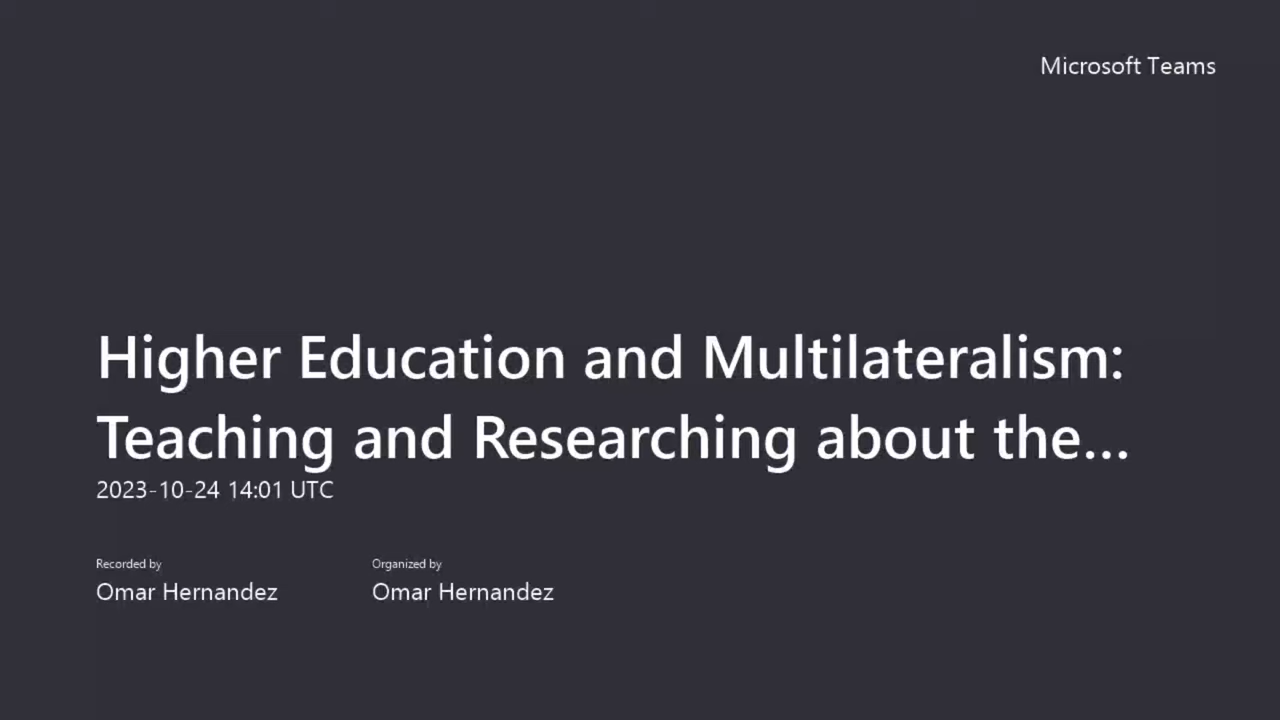 Microsoft Teams
Higher Education and Multilateralism:
Teaching and Researching about the...
2023-10-24 14:01 UTC
Recorded by
Organized by
Omar Hernandez
Omar Hernandez